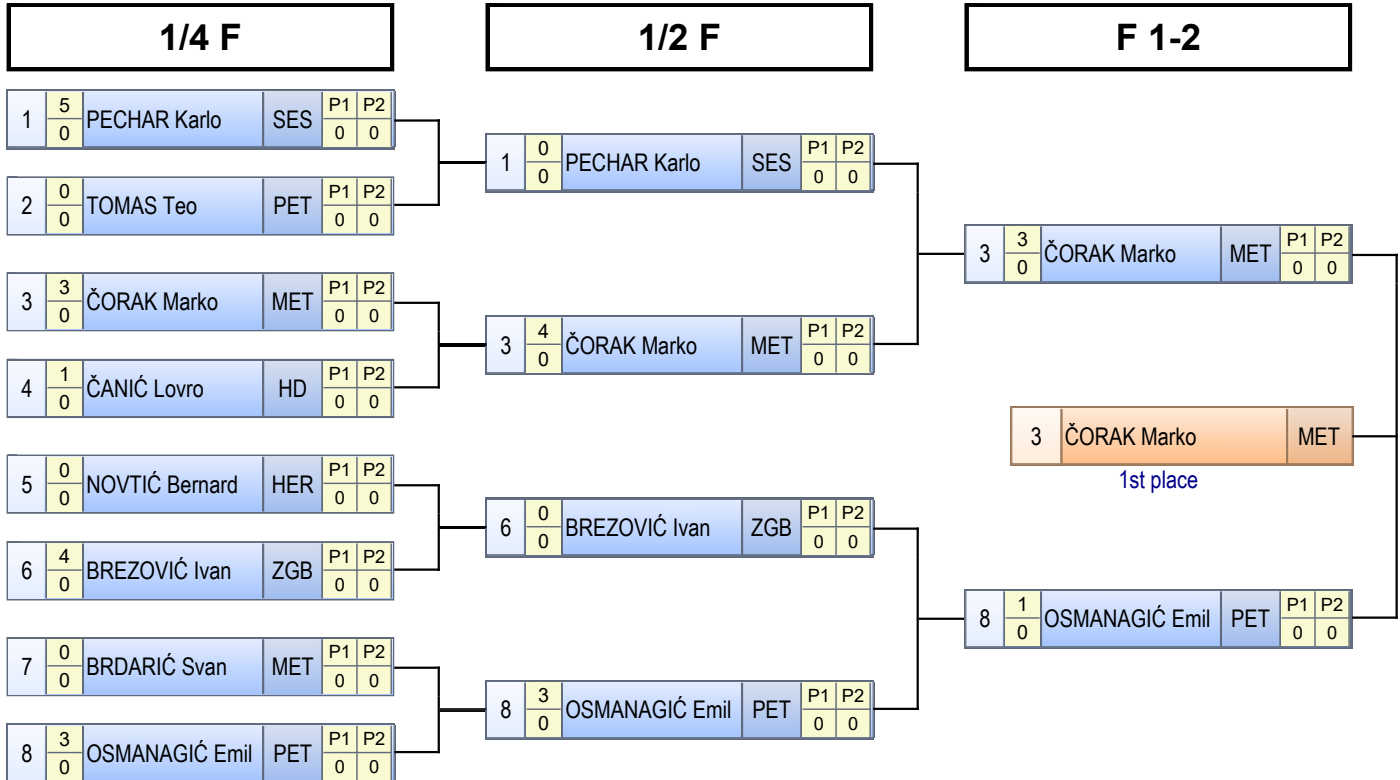 1/4 F 1/2 F F 1-2
1 5 0 PECHAR Karlo SES P1 P2 0 0
2 0 0 TOMAS Teo PET P1 P2 0 0
3 3 0 ČORAK Marko MET P1 P2 0 0
4 1 0 ČANIĆ Lovro HD P1 P2 0 0
5 0 0 NOVTIĆ Bernard HER P1 P2 0 0
6 4 0 BREZOVIĆ Ivan ZGB P1 P2 0 0
7 0 0 BRDARIĆ Svan MET P1 P2 0 0
8 3 0 OSMANAGIĆ Emil PET P1 P2 0 0
1 0 0 PECHAR Karlo SES P1 P2 0 0
3 4 0 ČORAK Marko MET P1 P2 0 0
6 0 0 BREZOVIĆ Ivan ZGB P1 P2 0 0
8 3 0 OSMANAGIĆ Emil PET P1 P2 0 0
3 3 0 ČORAK Marko MET P1 P2 0 0
3 ČORAK Marko MET
1st place
8 1 0 OSMANAGIĆ Emil PET P1 P2 0 0